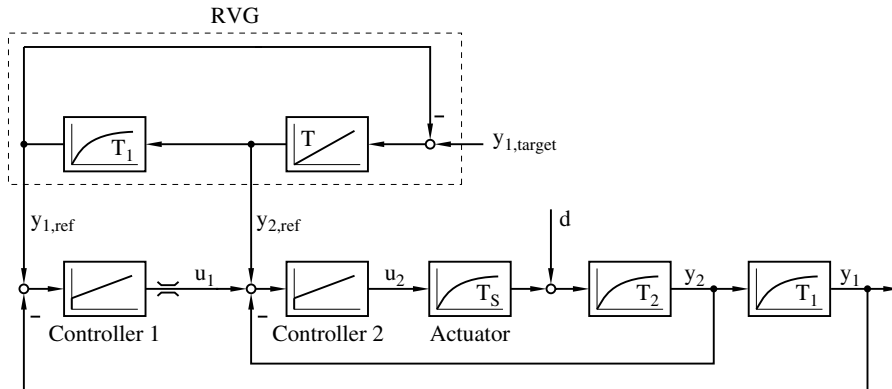 RVG
T₁
T
y₁,target
y₁,ref
y₂,ref
d
u₁
u₂
y₂
y₁
T_S
T₂
T₁
Controller 1
Controller 2
Actuator